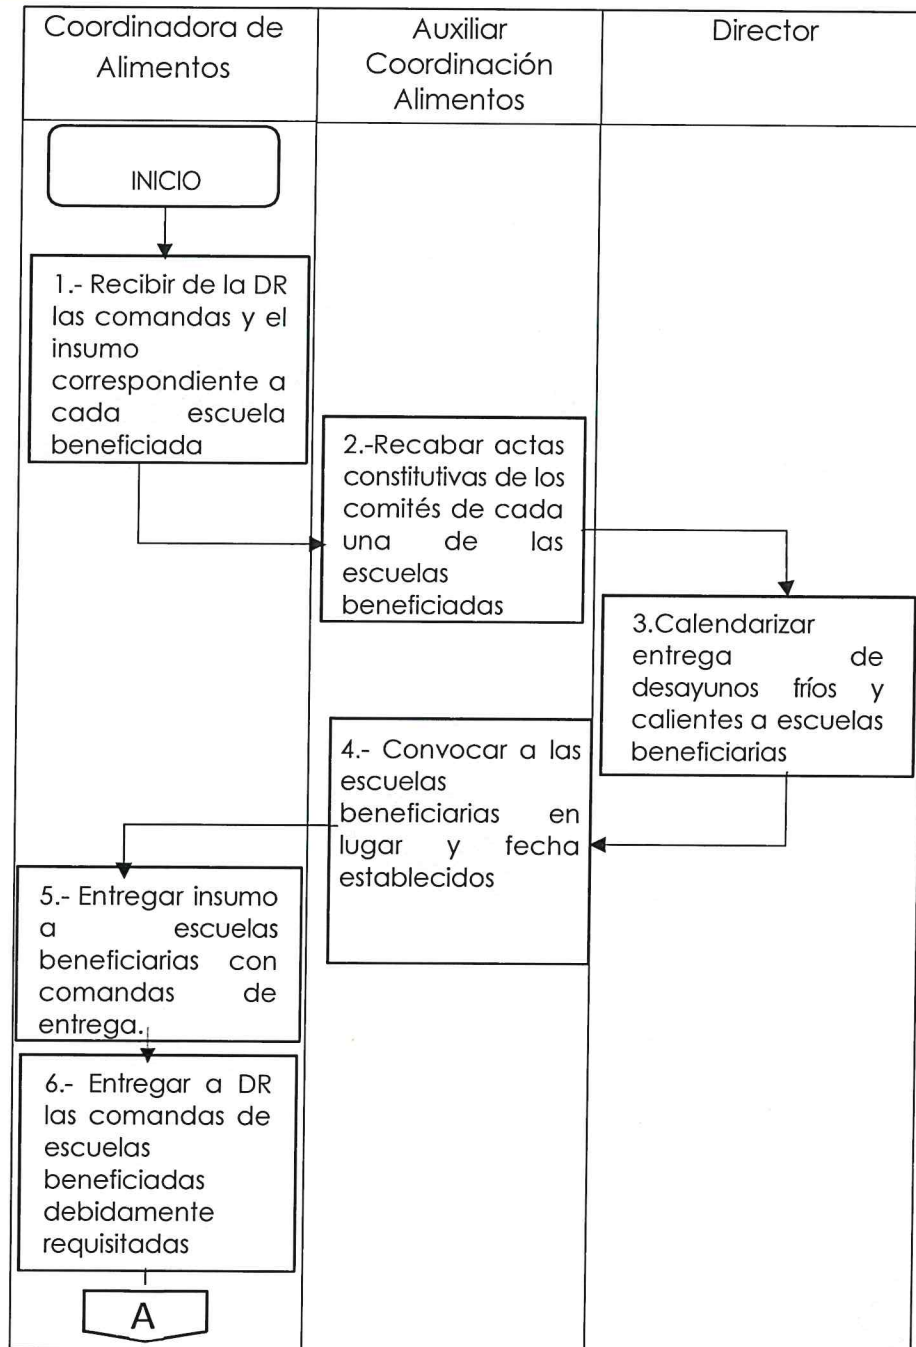 Coordinadora de
Alimentos
Auxiliar
Coordinación
Alimentos
Director
INICIO
1.- Recibir de la DR
las comandas y el
insumo
correspondiente a
cada escuela
beneficiada
2.-Recabar actas
constitutivas de los
comités de cada
una de las
escuelas
beneficiadas
3.Calendarizar
entrega de
desayunos fríos y
calientes a escuelas
beneficiarias
4.- Convocar a las
escuelas
beneficiarias en
lugar y fecha
establecidos
5.- Entregar insumo
a escuelas
beneficiarias con
comandas de
entrega.
6.- Entregar a DR
las comandas de
escuelas
beneficiadas
debidamente
requisitadas
A